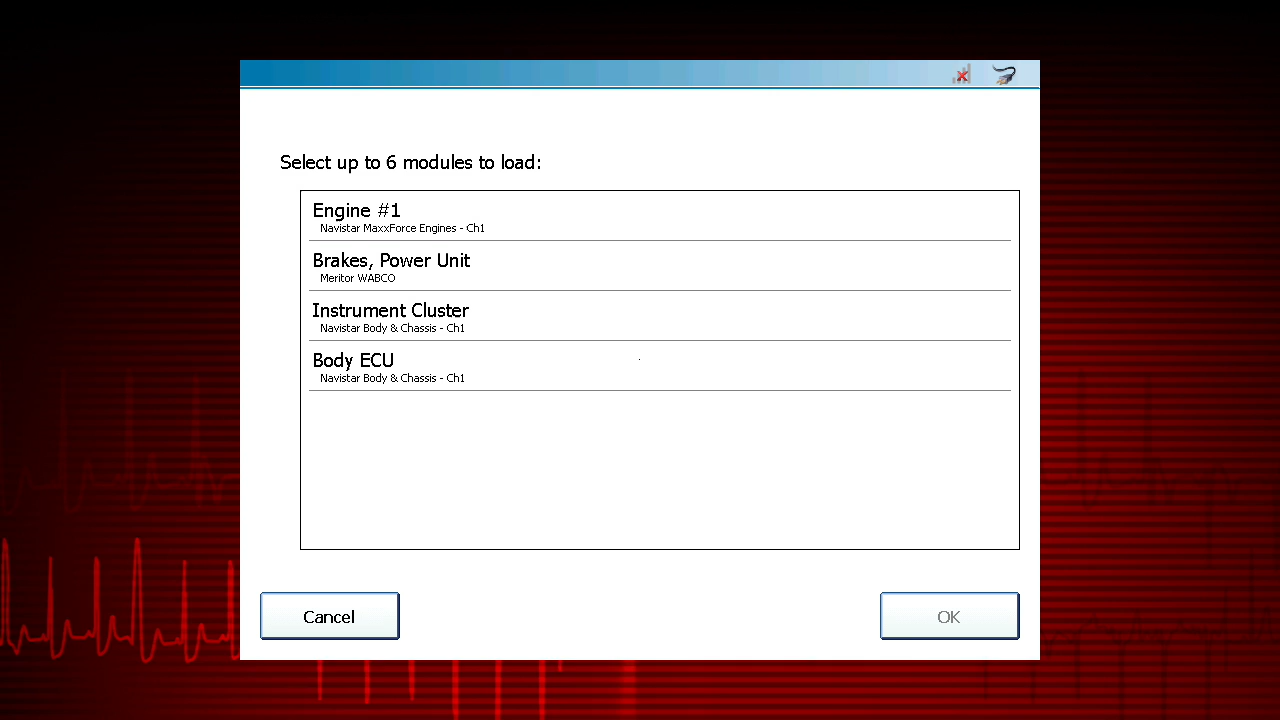 Select up to 6 modules to load:
Engine #1
Navistar MaxxForce Engines - Ch1
Brakes, Power Unit
Meritor WABCO
Instrument Cluster
Navistar Body & Chassis - Ch1
Body ECU
Navistar Body & Chassis - Ch1
Cancel
OK